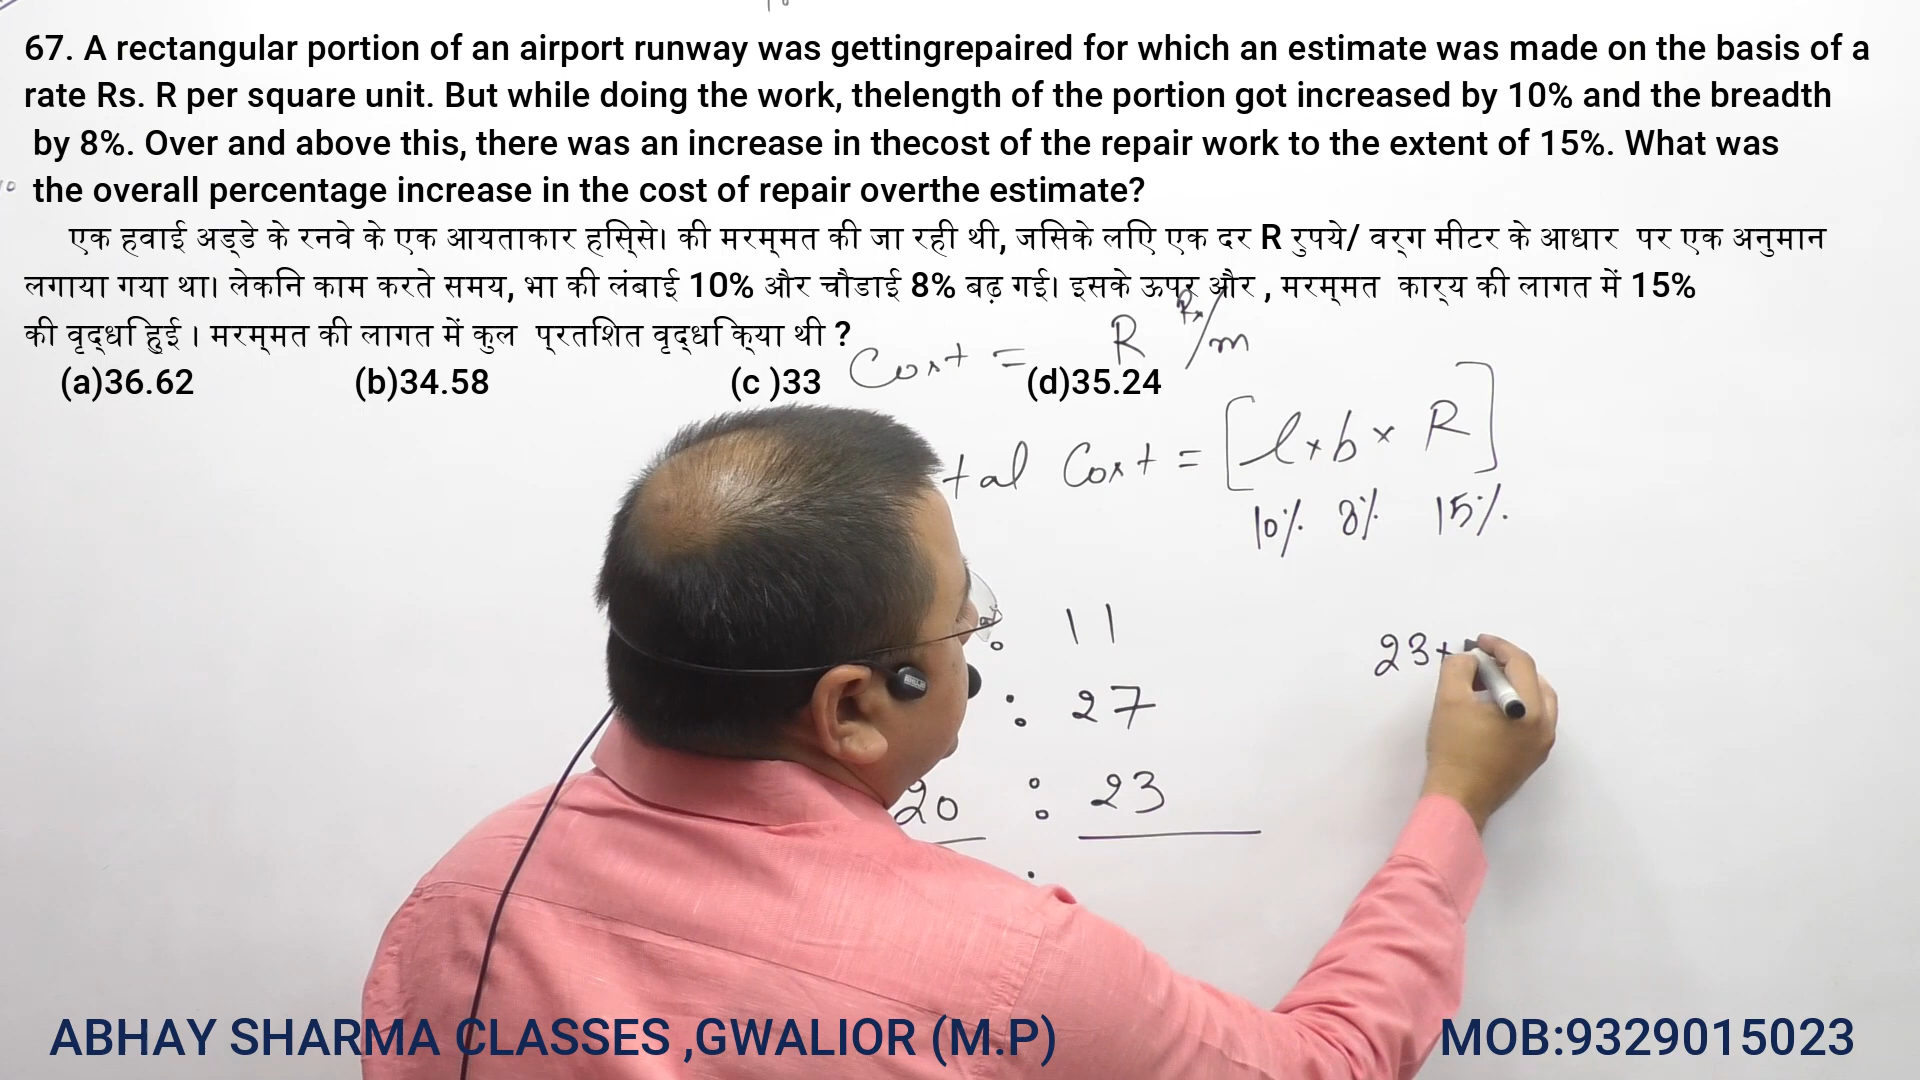 67. A rectangular portion of an airport runway was gettingrepaired for which an estimate was made on the basis of a
rate Rs. R per square unit. But while doing the work, thelength of the portion got increased by 10% and the breadth
by 8%. Over and above this, there was an increase in thecost of the repair work to the extent of 15%. What was
the overall percentage increase in the cost of repair overthe estimate?
एक हवाई अड्डे के रनवे के एक आयताकार हिस्से। की मरम्मत की जा रही थी, जिसके लिए एक दर R रुपये/ वर्ग मीटर के आधार पर एक अनुमान
लगाया गया था। लेकिन काम करते समय, भा की लंबाई 10% और चौडाई 8% बढ़ गई। इसके ऊपर और , मरम्मत कार्य की लागत में 15%
की वृद्धि हुई । मरम्मत की लागत में कुल प्रतिशत वृद्धि क्या थी ?
Cost = R Rs/m
(a)36.62 (b)34.58 (c )33 (d)35.24
tal Cost = [l×b× R]
10% 8% 15%
: 11
23×
: 27
20 : 23
ABHAY SHARMA CLASSES ,GWALIOR (M.P) MOB:9329015023